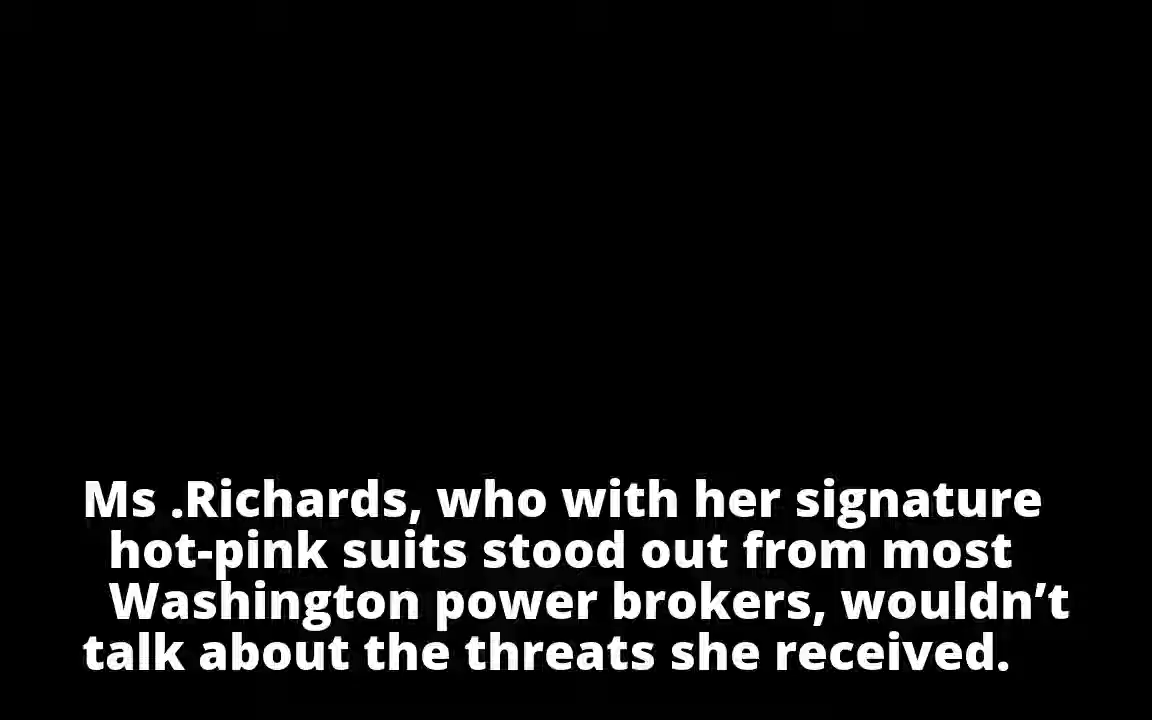 Ms .Richards, who with her signature
hot-pink suits stood out from most
Washington power brokers, wouldn’t
talk about the threats she received.